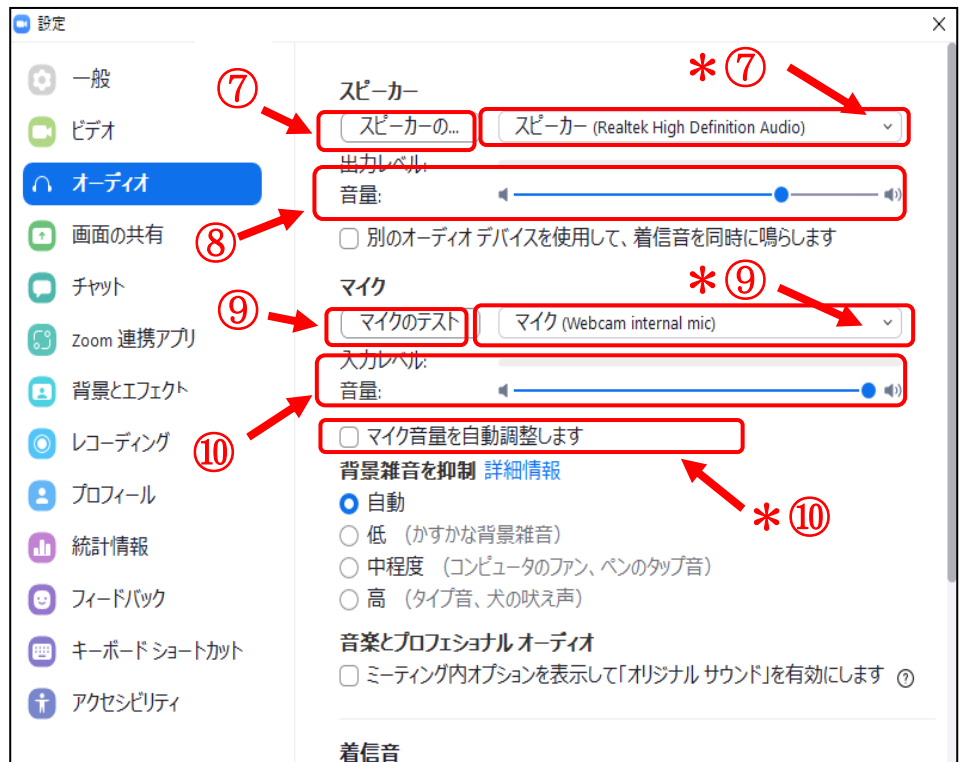 設定
一般
ビデオ
オーディオ
画面の共有
チャット
Zoom 連携アプリ
背景とエフェクト
レコーディング
プロフィール
統計情報
フィードバック
キーボード ショートカット
アクセシビリティ
スピーカー
＊⑦
⑦
スピーカーの...
スピーカー (Realtek High Definition Audio)
出力レベル:
音量:
⑧
別のオーディオ デバイスを使用して、着信音を同時に鳴らします
マイク
＊⑨
⑨
マイクのテスト
マイク (Webcam internal mic)
入力レベル:
音量:
⑩
マイク音量を自動調整します
背景雑音を抑制 詳細情報
自動
＊⑩
低 (かすかな背景雑音)
中程度 (コンピュータのファン、ペンのタップ音)
高 (タイプ音、犬の吠え声)
音楽とプロフェショナル オーディオ
ミーティング内オプションを表示して「オリジナル サウンド」を有効にします
着信音